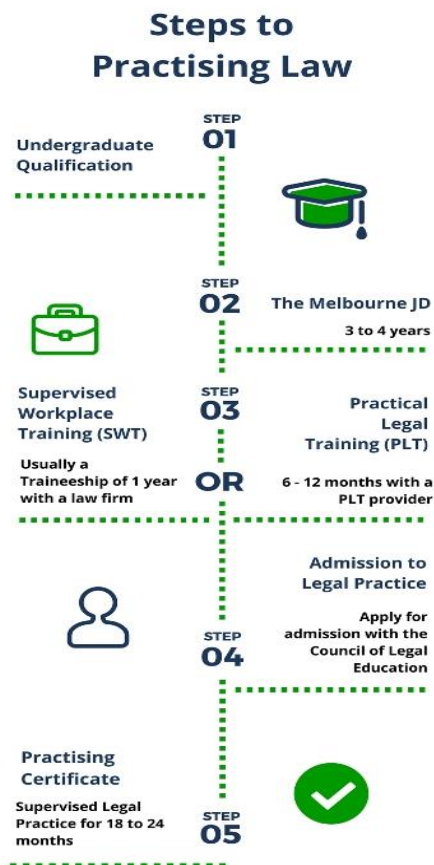 Steps to
Practising Law
STEP
01
Undergraduate
Qualification
STEP
02
The Melbourne JD
3 to 4 years
STEP
03
Supervised
Workplace
Training (SWT)
Usually a
Traineeship of 1 year
with a law firm
OR
Practical
Legal
Training (PLT)
6 - 12 months with a
PLT provider
Admission to
Legal Practice
Apply for
admission with the
Council of Legal
Education
STEP
04
Practising
Certificate
Supervised Legal
Practice for 18 to 24
months
STEP
05